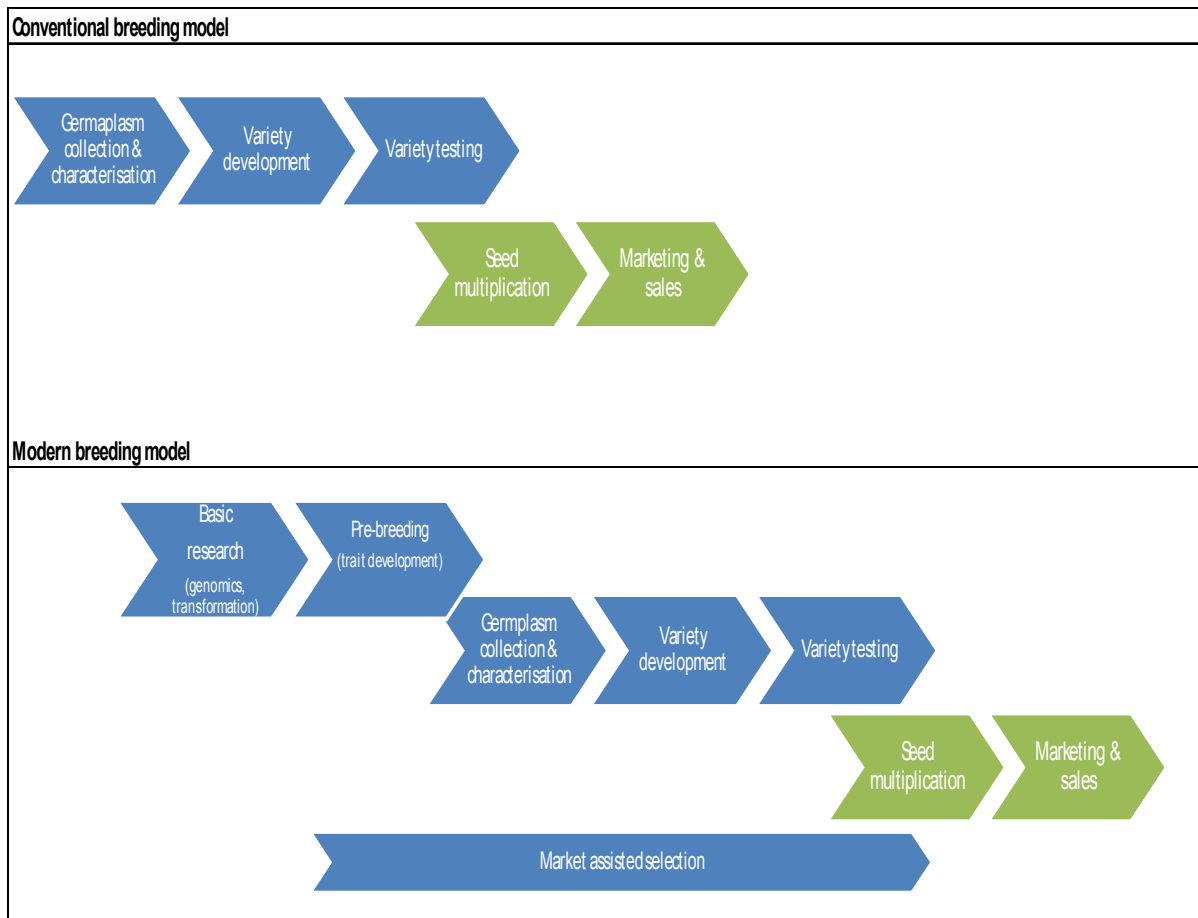 Conventional breeding model
Germaplasm
collection &
characterisation
Variety
development
Variety testing
Seed
multiplication
Marketing &
sales
Modern breeding model
Basic
research
(genomics,
transformation)
Pre-breeding
(trait development)
Germplasm
collection &
characterisation
Variety
development
Variety testing
Seed
multiplication
Marketing &
sales
Market assisted selection